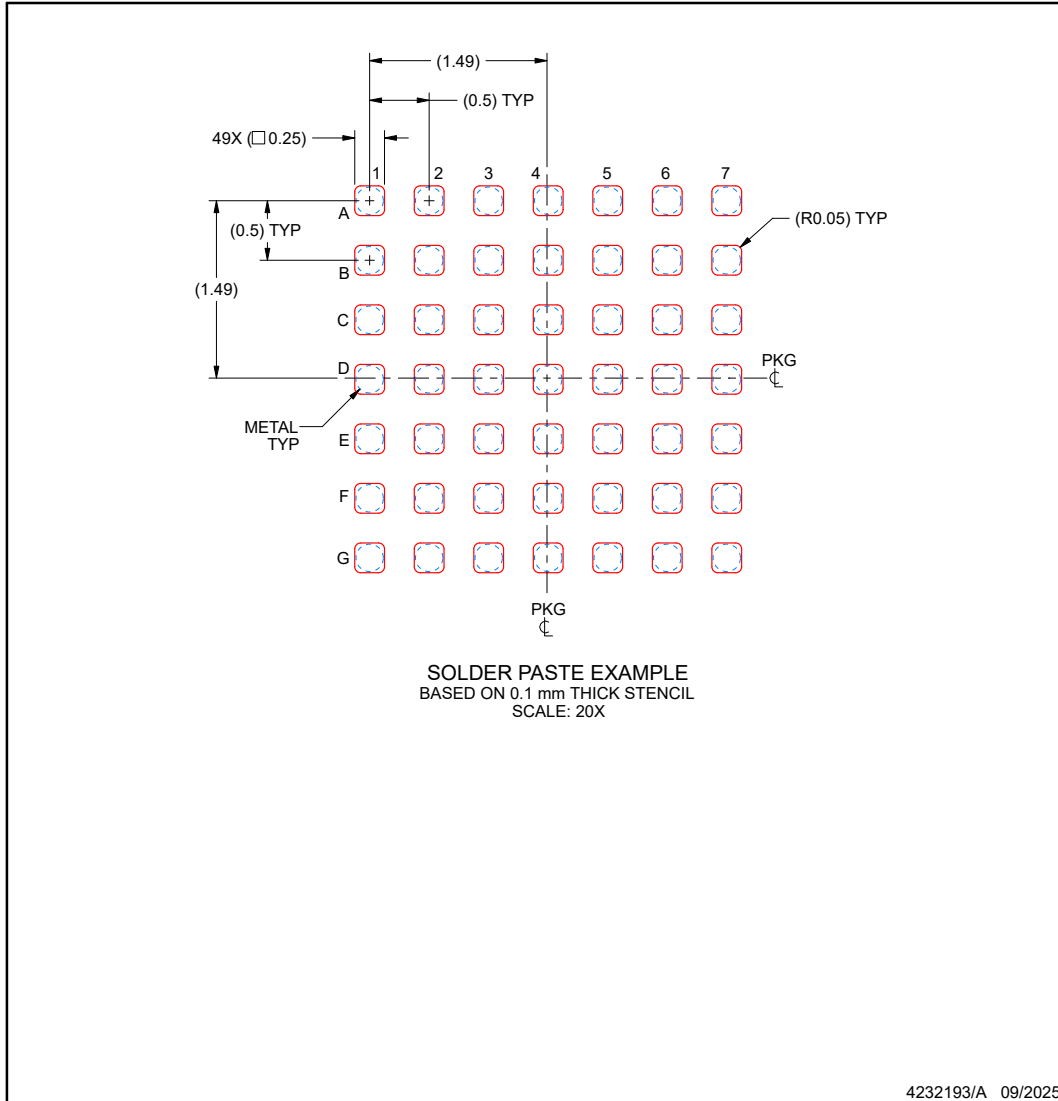 (1.49)
(0.5) TYP
49X (□ 0.25)
1 2 3 4 5 6 7
A
(R0.05) TYP
(0.5) TYP
B
(1.49)
C
D
PKG
℄
METAL
TYP
E
F
G
PKG
℄
SOLDER PASTE EXAMPLE
BASED ON 0.1 mm THICK STENCIL
SCALE: 20X
4232193/A 09/2025